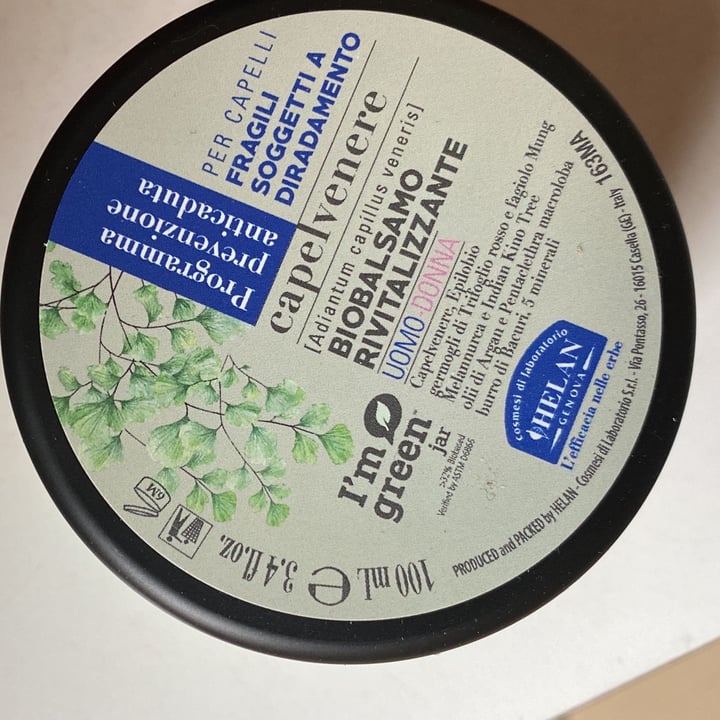 PER CAPELLI
FRAGILI
SOGGETTI A
DIRADAMENTO
Programma
prevenzione
anticaduta
capelvenere
[Adiantum capillus veneris]
BIOBALSAMO
RIVITALIZZANTE
UOMO-DONNA
Capelvenere, Epilobio
germogli di Trifoglio rosso e fagiolo Mung
Melannurca e Indian Kino Tree
olii di Argan e Pentaclethra macroloba
burro di Bacuri, 5 minerali
I'm
green™
jar
>32% Biobased
Verified by ASTM D6866
cosmesi di laboratorio
HELAN
GENOVA
L'efficacia nelle erbe
6M
100 mL ℮ 3.4 fl.oz.
PRODUCED and PACKED by HELAN - Cosmesi di Laboratorio S.r.l. - Via Pontasso, 26 - 16015 Casella (GE) - Italy 163MA